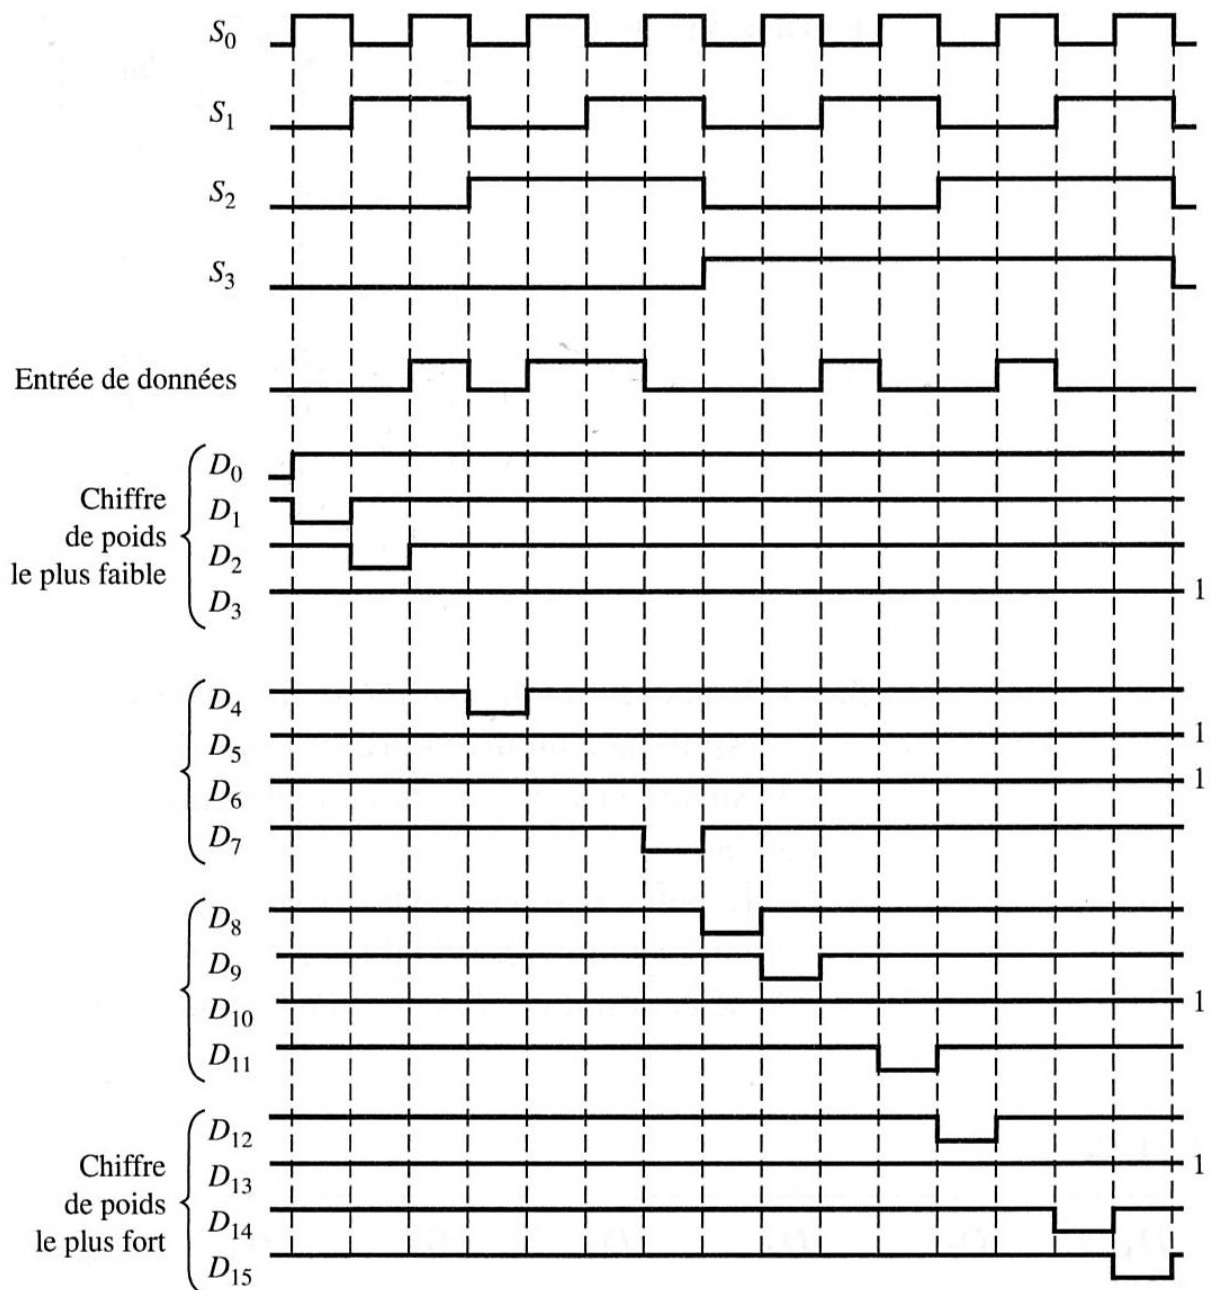 S0
S1
S2
S3
Entrée de données
D0
Chiffre
de poids
le plus faible
D1
D2
D3
1
D4
D5
1
D6
1
D7
D8
D9
D10
1
D11
D12
Chiffre
de poids
le plus fort
D13
1
D14
D15